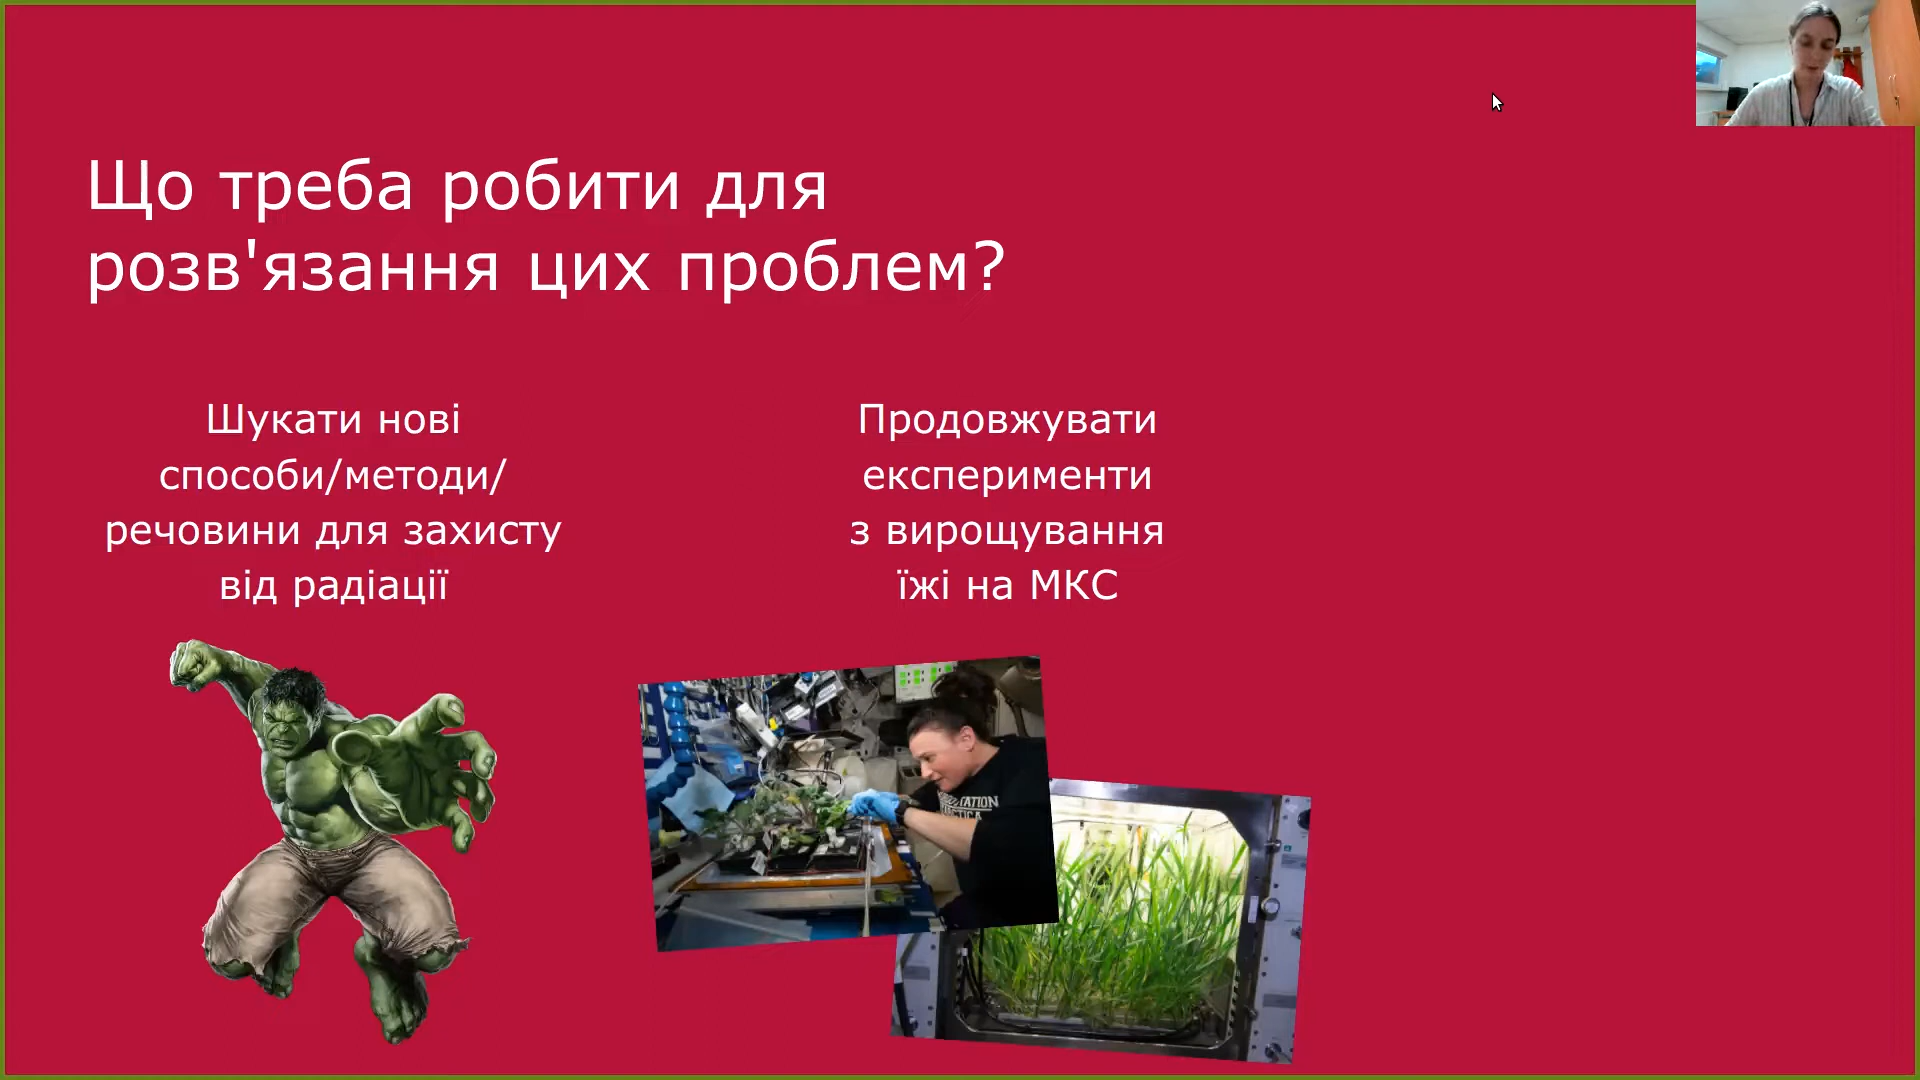 Що треба робити для
розв'язання цих проблем?
Шукати нові
способи/методи/
речовини для захисту
від радіації
Продовжувати
експерименти
з вирощування
їжі на МКС